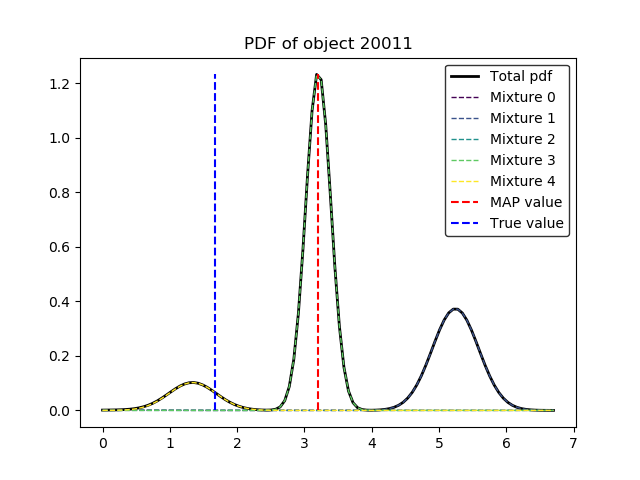 PDF of object 20011
Total pdf
Mixture 0
Mixture 1
Mixture 2
Mixture 3
Mixture 4
MAP value
True value
1.2
1.0
0.8
0.6
0.4
0.2
0.0
0 1 2 3 4 5 6 7